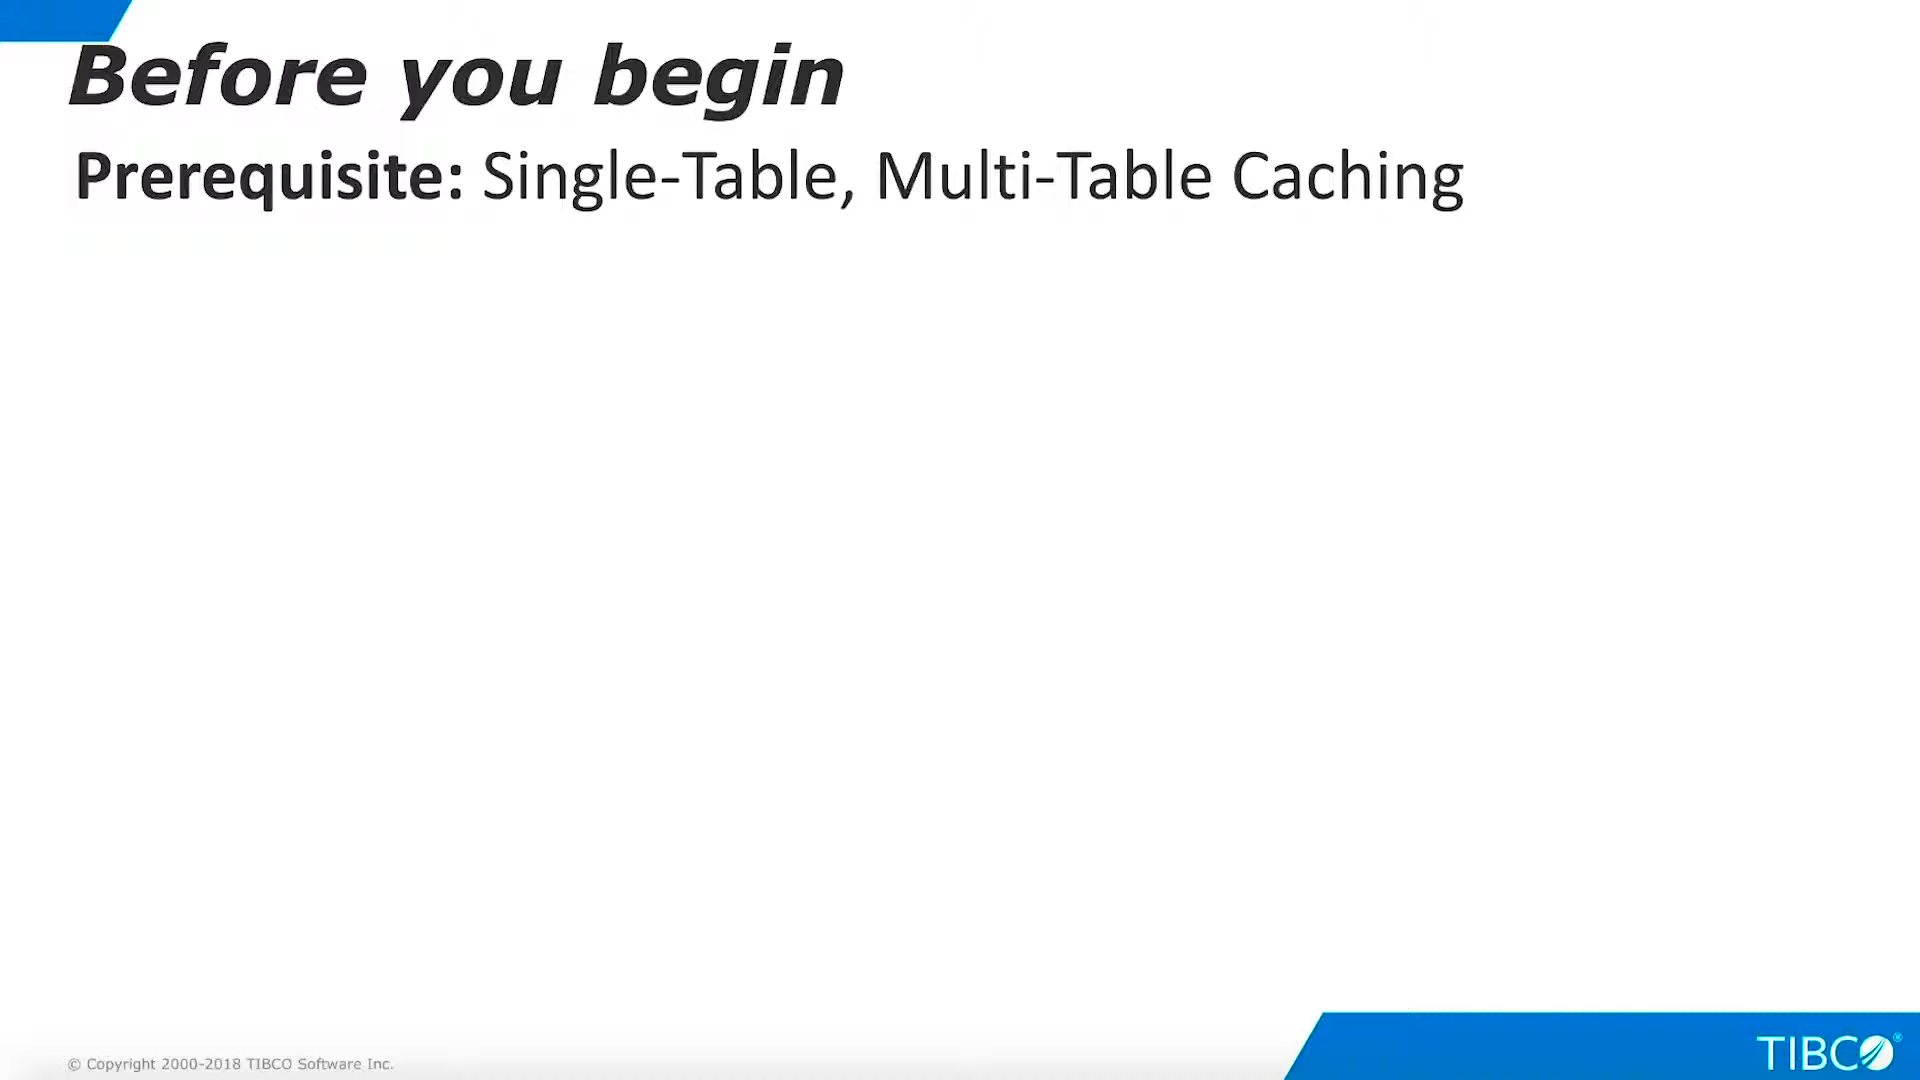 Before you begin
Prerequisite: Single-Table, Multi-Table Caching
© Copyright 2000-2018 TIBCO Software Inc.
TIBCO®